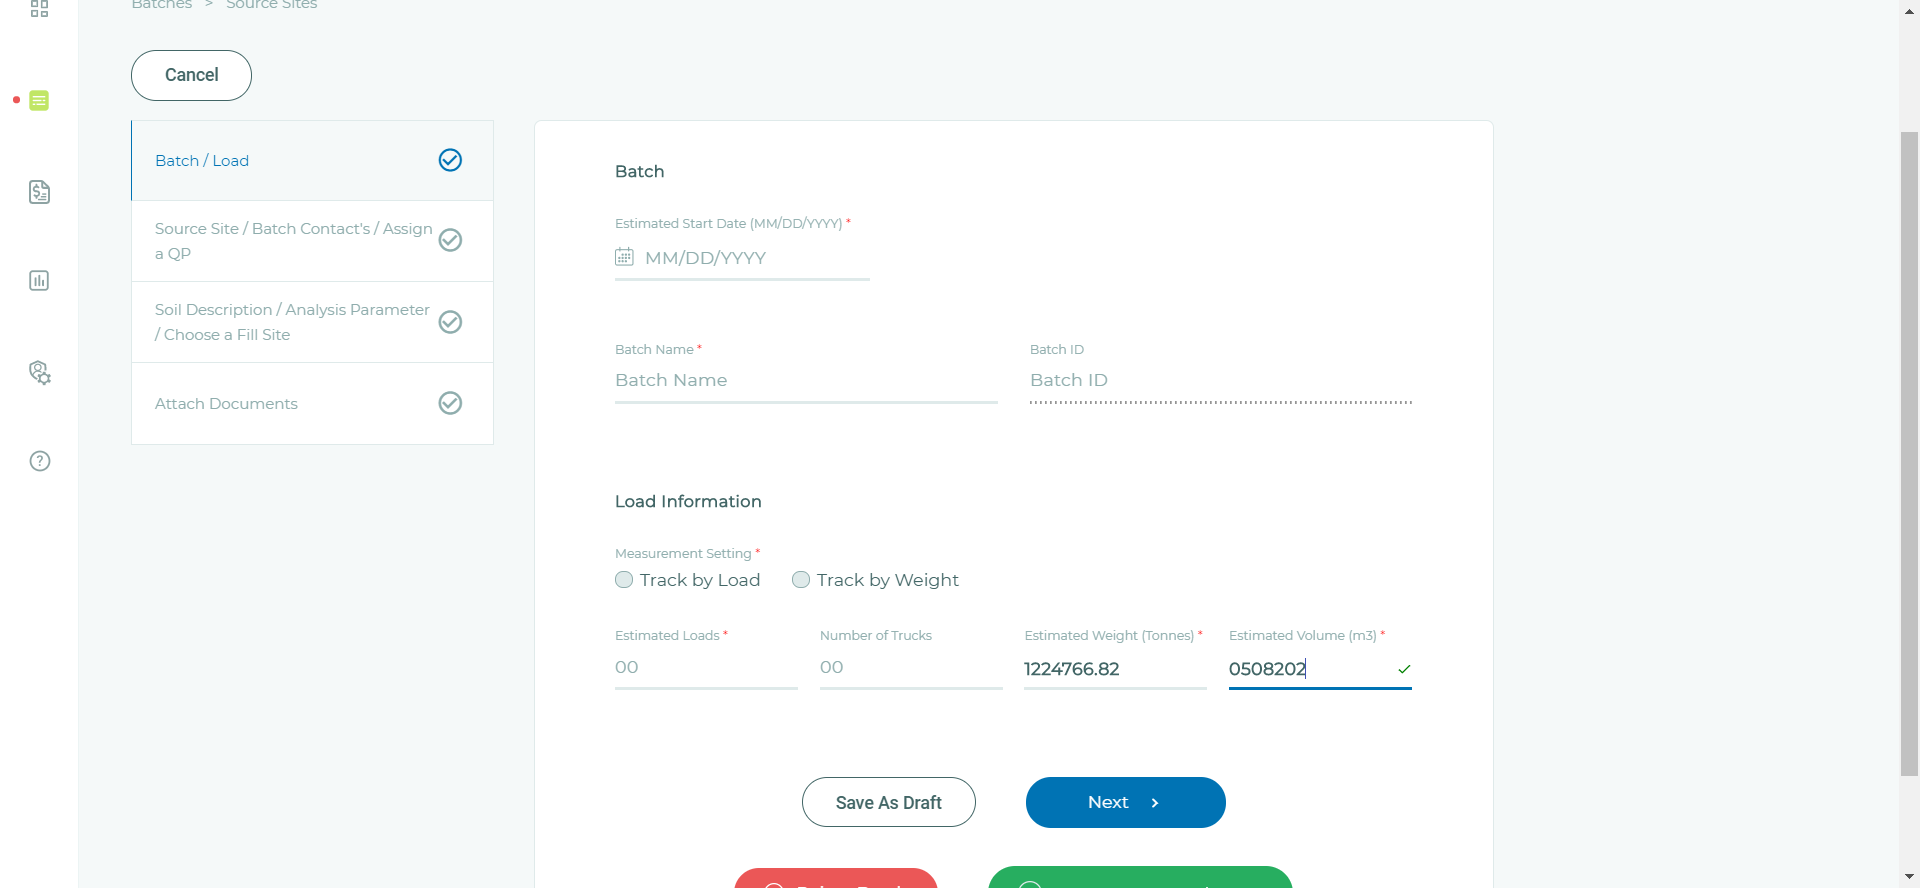 Batches > Source Sites
Cancel
Batch / Load
Source Site / Batch Contact's / Assign
a QP
Soil Description / Analysis Parameter
/ Choose a Fill Site
Attach Documents
Batch
Estimated Start Date (MM/DD/YYYY) *
MM/DD/YYYY
Batch Name * Batch ID
Batch Name Batch ID
Load Information
Measurement Setting *
Track by Load Track by Weight
Estimated Loads * Number of Trucks Estimated Weight (Tonnes) * Estimated Volume (m3) *
00 00 1224766.82 0508202
Save As Draft Next